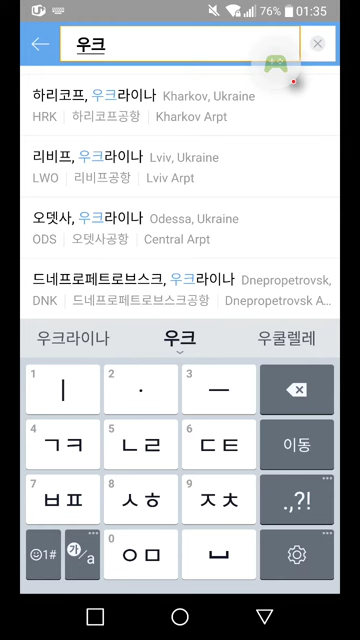 76% 01:35
우크
하리코프, 우크라이나 Kharkov, Ukraine
HRK 하리코프공항 Kharkov Arpt
리비프, 우크라이나 Lviv, Ukraine
LWO 리비프공항 Lviv Arpt
오뎃사, 우크라이나 Odessa, Ukraine
ODS 오뎃사공항 Central Arpt
드네프로페트로브스크, 우크라이나 Dnepropetrovsk,
DNK 드네프로페트로브스크공항 Dnepropetrovsk A...
우크라이나 우크 우쿨렐레
1 ㅣ 2 · 3 ㅡ
4 ㄱㅋ 5 ㄴㄹ 6 ㄷㅌ 이동
7 ㅂㅍ 8 ㅅㅎ 9 ㅈㅊ .,?!
1# 가/a 0 ㅇㅁ